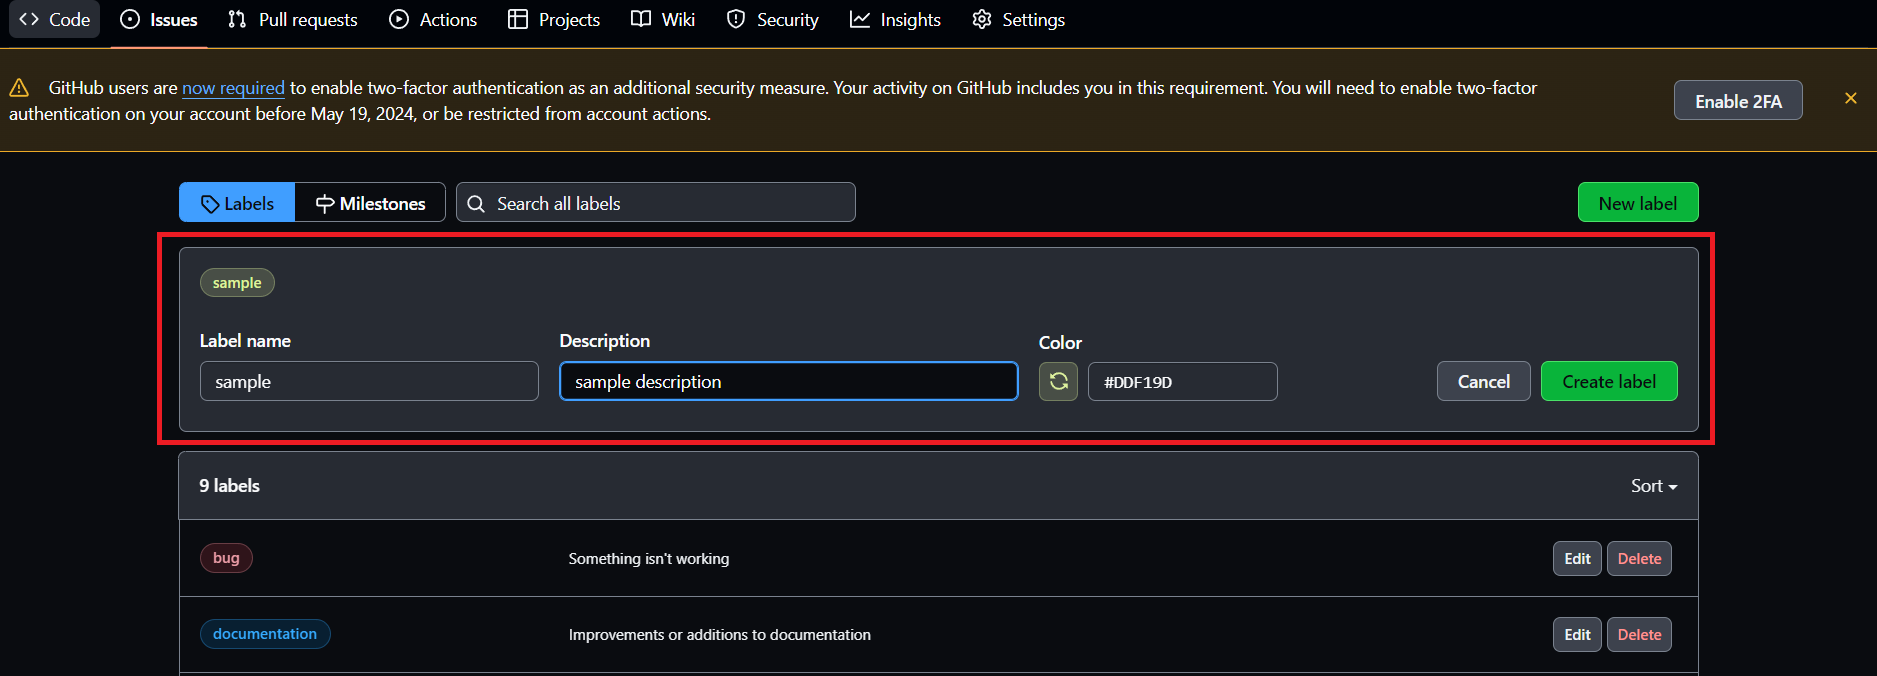 Code Issues Pull requests Actions Projects Wiki Security Insights Settings
GitHub users are now required to enable two-factor authentication as an additional security measure. Your activity on GitHub includes you in this requirement. You will need to enable two-factor
authentication on your account before May 19, 2024, or be restricted from account actions.
Enable 2FA
Labels Milestones Search all labels New label
sample
Label name Description Color
sample sample description #DDF19D Cancel Create label
9 labels Sort
bug Something isn't working Edit Delete
documentation Improvements or additions to documentation Edit Delete